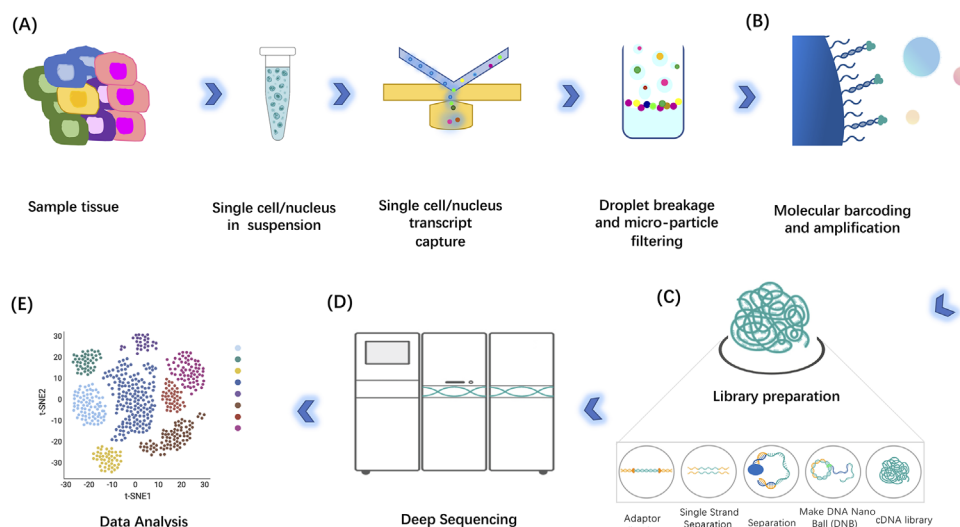 (A)
(B)
Sample tissue
Single cell/nucleus
in suspension
Single cell/nucleus
transcript
capture
Droplet breakage
and micro-particle
filtering
Molecular barcoding
and amplification
(E)
(D)
(C)
30
20
10
0
-10
-20
-30
t-SNE2
-30
-20
-10
0
10
20
30
t-SNE1
Data Analysis
Deep Sequencing
Library preparation
Adaptor
Single Strand
Separation
Separation
Make DNA Nano
Ball (DNB)
cDNA library